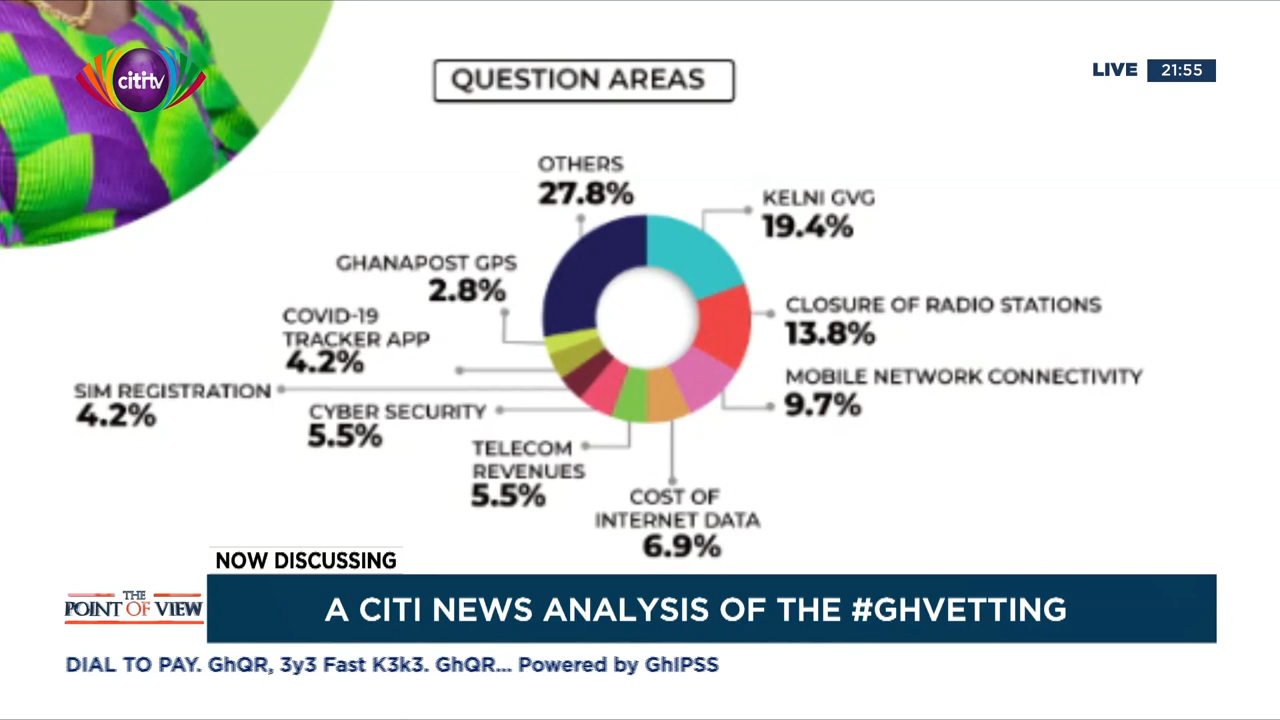 citi tv
QUESTION AREAS
LIVE 21:55
OTHERS
27.8%
KELNI GVG
19.4%
GHANAPOST GPS
2.8%
CLOSURE OF RADIO STATIONS
13.8%
COVID-19
TRACKER APP
4.2%
MOBILE NETWORK CONNECTIVITY
9.7%
SIM REGISTRATION
4.2%
CYBER SECURITY
5.5%
TELECOM
REVENUES
5.5%
COST OF
INTERNET DATA
6.9%
NOW DISCUSSING
THE
POINT OF VIEW
A CITI NEWS ANALYSIS OF THE #GHVETTING
DIAL TO PAY. GhQR, 3y3 Fast K3k3. GhQR... Powered by GhIPSS